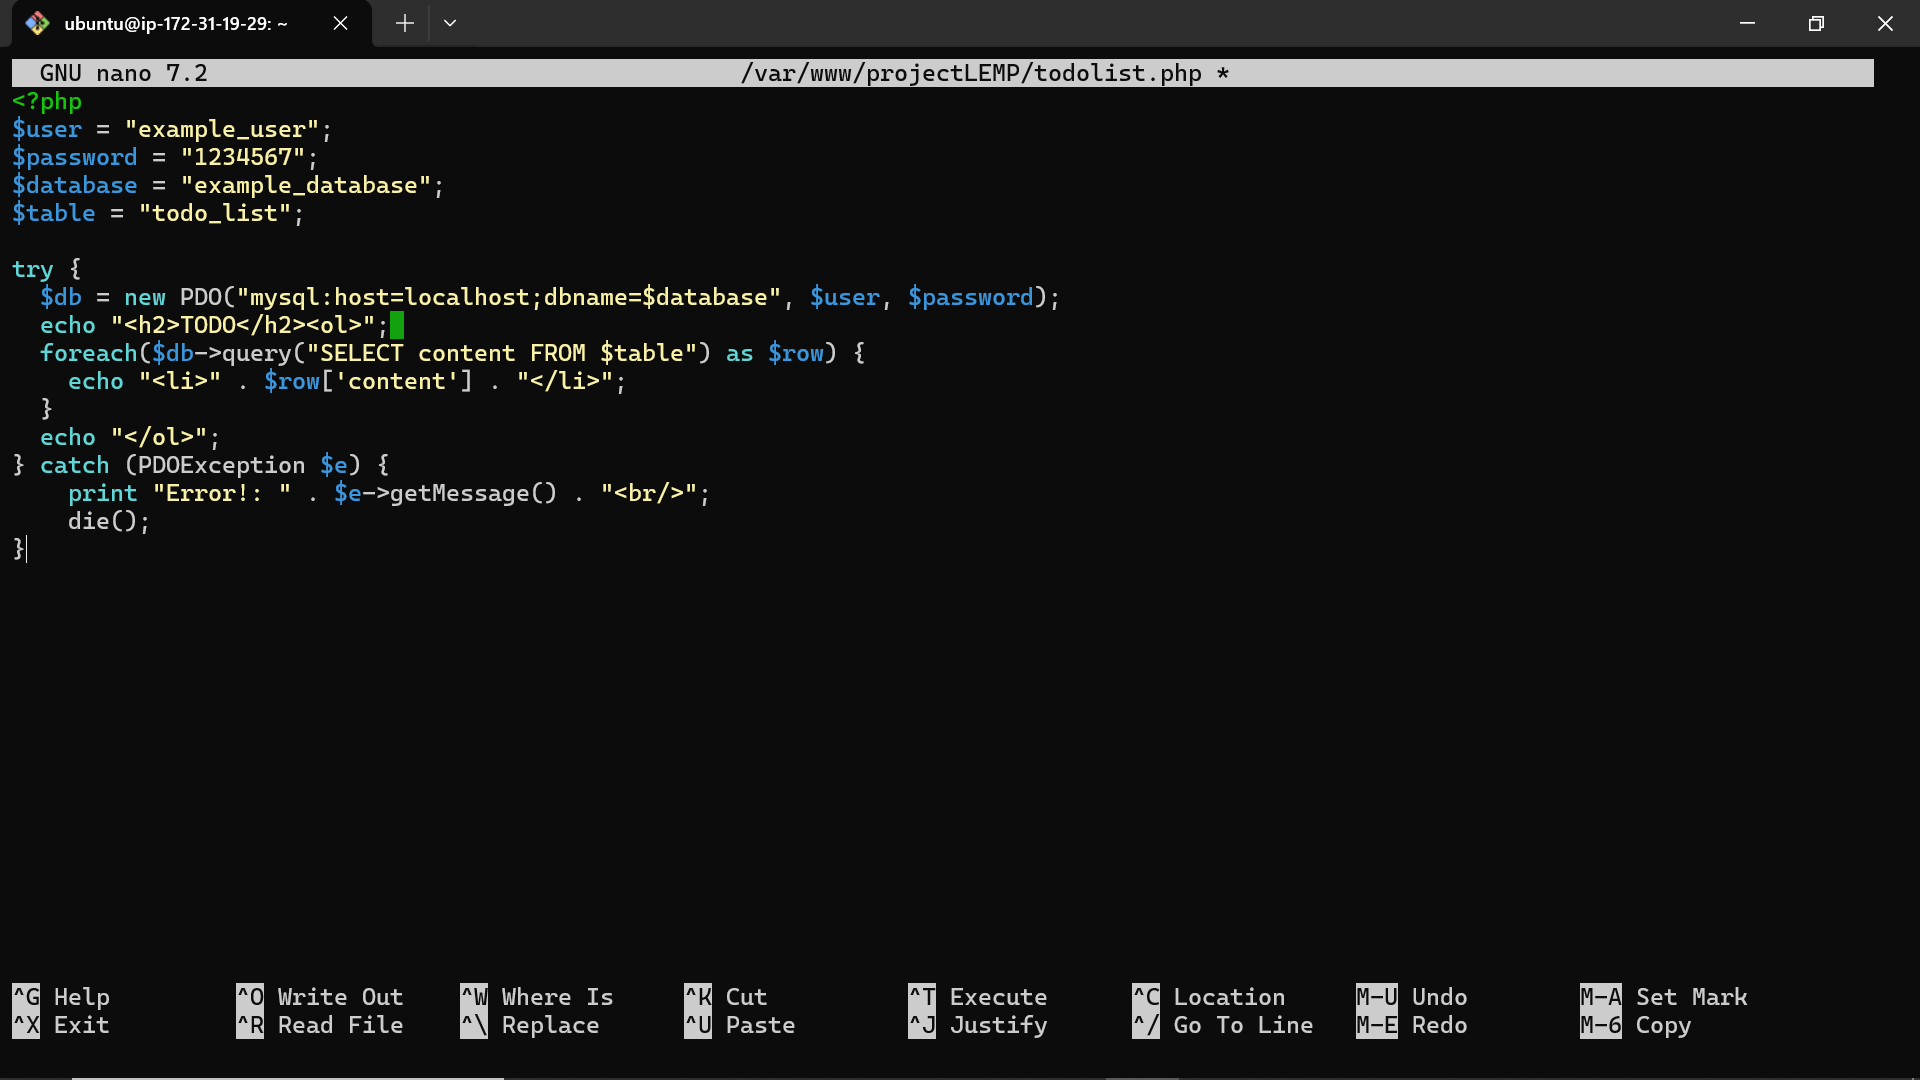 ubuntu@ip-172-31-19-29: ~
GNU nano 7.2 /var/www/projectLEMP/todolist.php *
<?php
$user = "example_user";
$password = "1234567";
$database = "example_database";
$table = "todo_list";

try {
  $db = new PDO("mysql:host=localhost;dbname=$database", $user, $password);
  echo "<h2>TODO</h2><ol>";
  foreach($db->query("SELECT content FROM $table") as $row) {
    echo "<li>" . $row['content'] . "</li>";
  }
  echo "</ol>";
} catch (PDOException $e) {
    print "Error!: " . $e->getMessage() . "<br/>";
    die();
}
^G Help ^O Write Out ^W Where Is ^K Cut ^T Execute ^C Location M-U Undo M-A Set Mark
^X Exit ^R Read File ^\ Replace ^U Paste ^J Justify ^/ Go To Line M-E Redo M-6 Copy